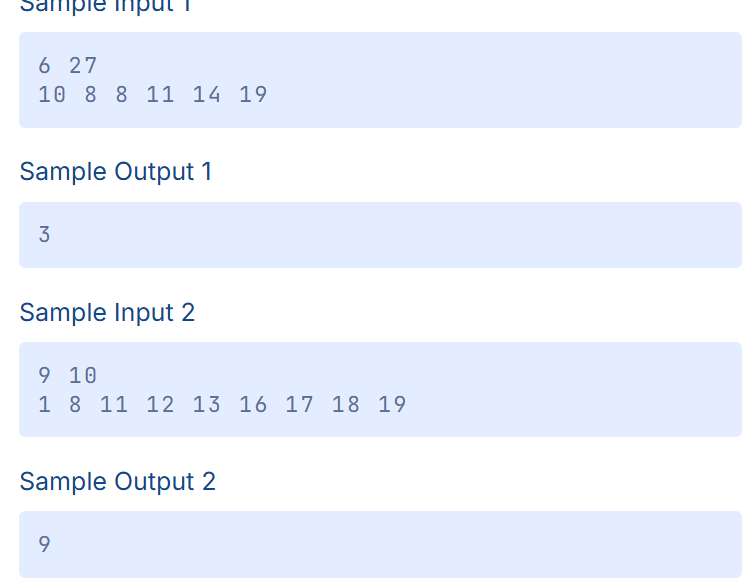 Sample Input 1
6 27
10 8 8 11 14 19
Sample Output 1
3
Sample Input 2
9 10
1 8 11 12 13 16 17 18 19
Sample Output 2
9